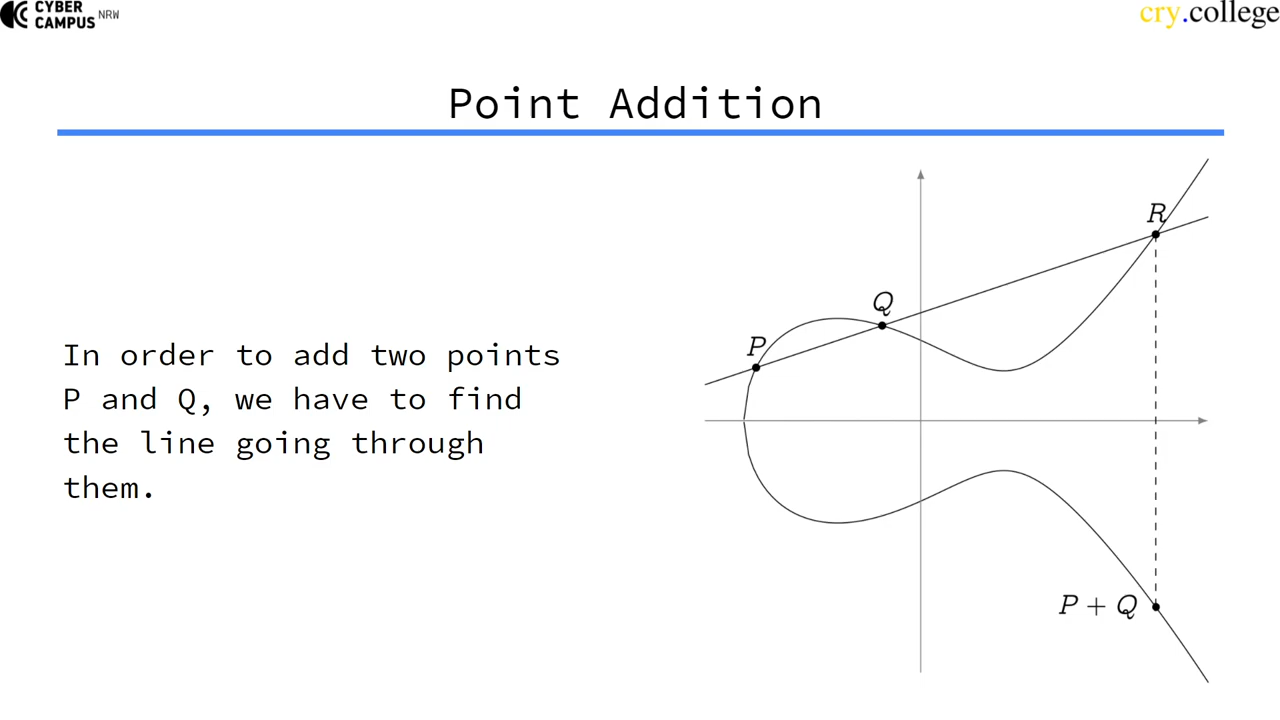 CYBER
CAMPUS NRW
cry.college
Point Addition
In order to add two points
P and Q, we have to find
the line going through
them.
R
Q
P
P + Q